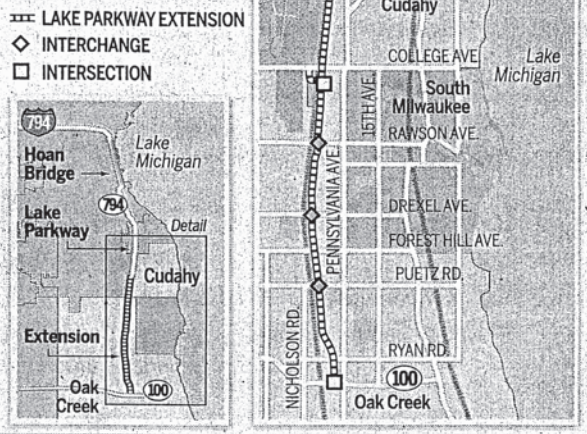 LAKE PARKWAY EXTENSION
INTERCHANGE
INTERSECTION
794
Hoan
Bridge
Lake
Michigan
794
Lake
Parkway
Detail
Cudahy
Extension
Oak
Creek
100
Cudahy
COLLEGE AVE.
Lake
Michigan
15TH AVE.
South
Milwaukee
RAWSON AVE.
PENNSYLVANIA AVE.
DREXEL AVE.
FOREST HILL AVE.
PUETZ RD.
NICHOLSON RD.
RYAN RD.
100
Oak Creek